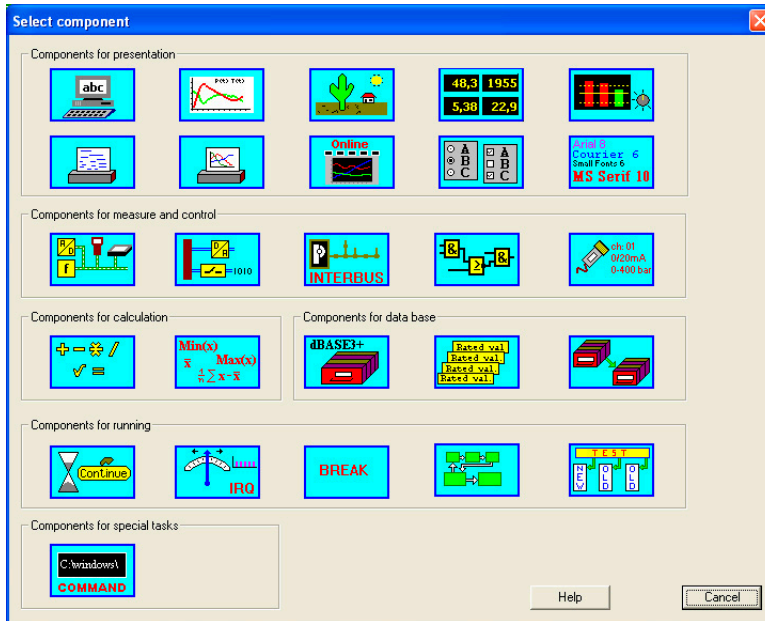 Select component
Components for presentation
abc
P(t) T(t)
48,3 1955
5,38 22,9
Online
A
B
C
A
B
C
Arial 8
Courier 6
Small Fonts 6
MS Serif 10
Components for measure and control
A/D
f
D/A
1010
INTERBUS
&
≥
&
ch: 01
0/20mA
0-400 bar
Components for calculation
+ − * /
√ =
Min(x)
x̄ Max(x)
1/n ∑ x-x̄
Components for data base
dBASE3+
Rated val
Rated val.
Rated val.
Rated val.
Components for running
Continue
IRQ
BREAK
TEST
NEW OLD OLD
Components for special tasks
C:\windows\
COMMAND
Help
Cancel